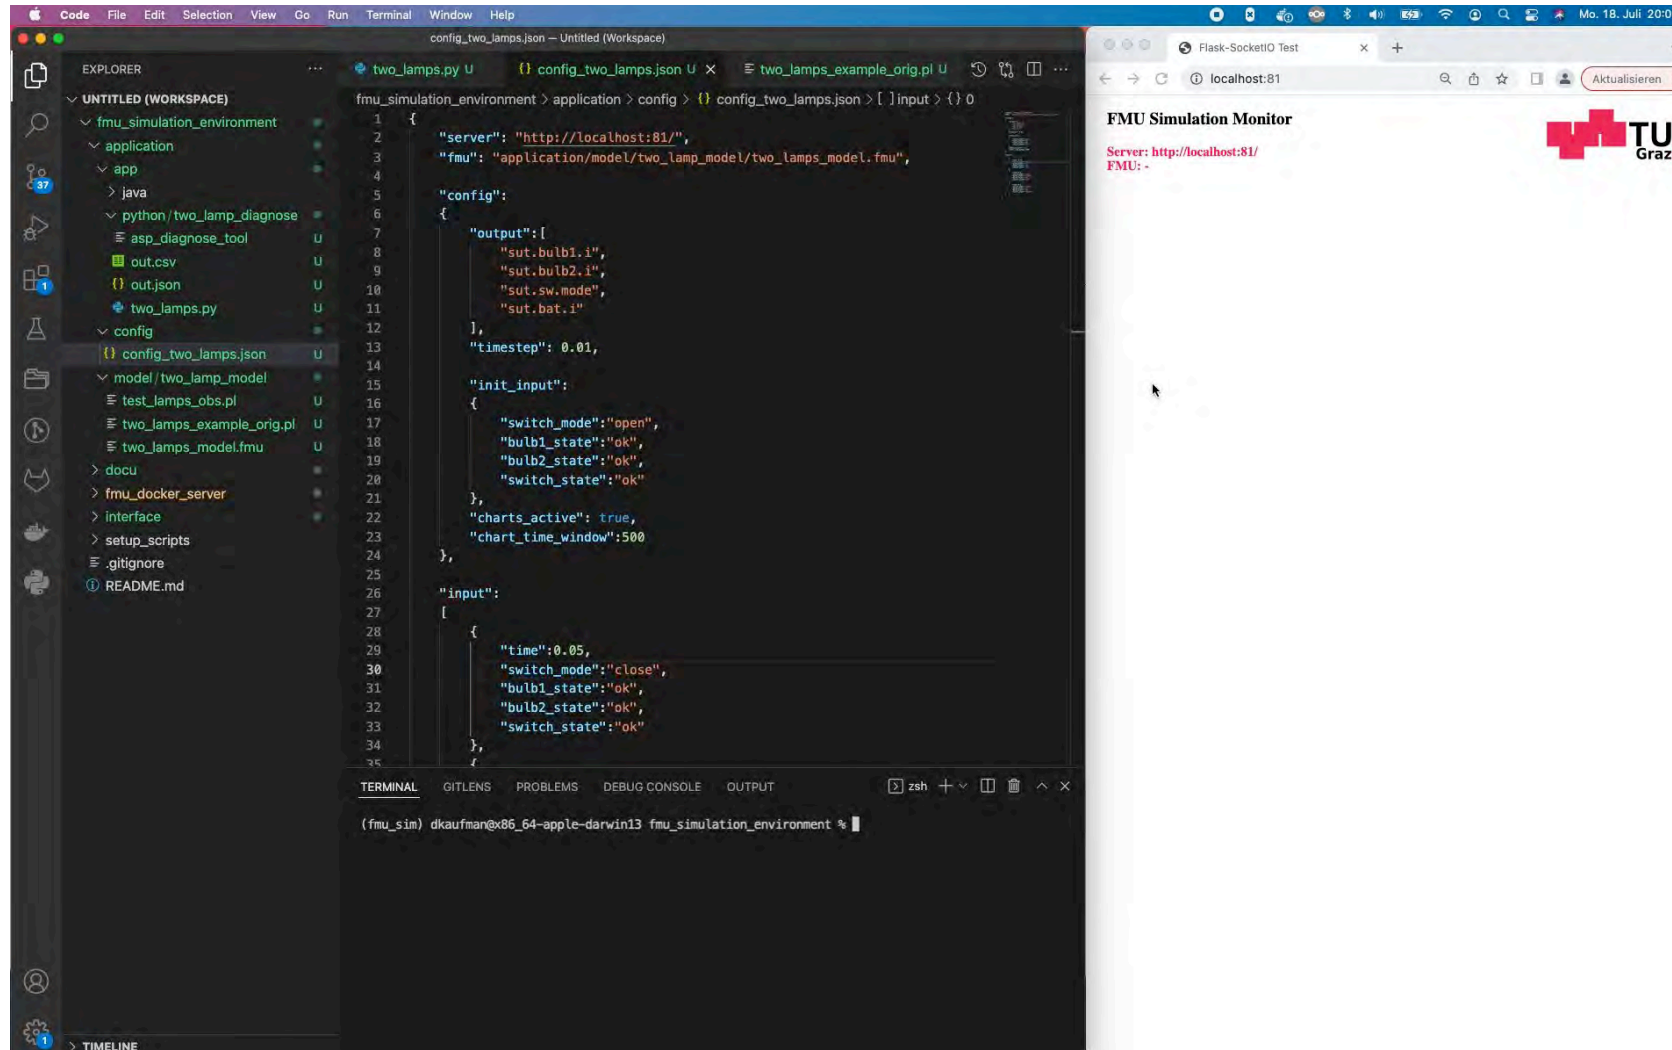 Code File Edit Selection View Go Run Terminal Window Help
Mo. 18. Juli 20:0
config_two_lamps.json — Untitled (Workspace)
EXPLORER
UNTITLED (WORKSPACE)
fmu_simulation_environment
application
app
java
python/two_lamp_diagnose
asp_diagnose_tool U
out.csv U
{} out.json U
two_lamps.py U
config
{} config_two_lamps.json U
model/two_lamp_model
test_lamps_obs.pl U
two_lamps_example_orig.pl U
two_lamps_model.fmu U
docu
fmu_docker_server
interface
setup_scripts
.gitignore
README.md
TIMELINE
37
1
1
two_lamps.py U {} config_two_lamps.json U × two_lamps_example_orig.pl U ...
fmu_simulation_environment > application > config > {} config_two_lamps.json > [ ] input > {} 0
1 {
2 "server": "http://localhost:81/",
3 "fmu": "application/model/two_lamp_model/two_lamps_model.fmu",
4
5 "config":
6 {
7 "output":[
8 "sut.bulb1.i",
9 "sut.bulb2.i",
10 "sut.sw.mode",
11 "sut.bat.i"
12 ],
13 "timestep": 0.01,
14
15 "init_input":
16 {
17 "switch_mode":"open",
18 "bulb1_state":"ok",
19 "bulb2_state":"ok",
20 "switch_state":"ok"
21 },
22 "charts_active": true,
23 "chart_time_window":500
24 },
25
26 "input":
27 [
28 {
29 "time":0.05,
30 "switch_mode":"close",
31 "bulb1_state":"ok",
32 "bulb2_state":"ok",
33 "switch_state":"ok"
34 },
35 {
TERMINAL GITLENS PROBLEMS DEBUG CONSOLE OUTPUT zsh
(fmu_sim) dkaufman@x86_64-apple-darwin13 fmu_simulation_environment %
Flask-SocketIO Test
localhost:81
Aktualisieren
FMU Simulation Monitor
Server: http://localhost:81/
FMU: -
TU
Graz